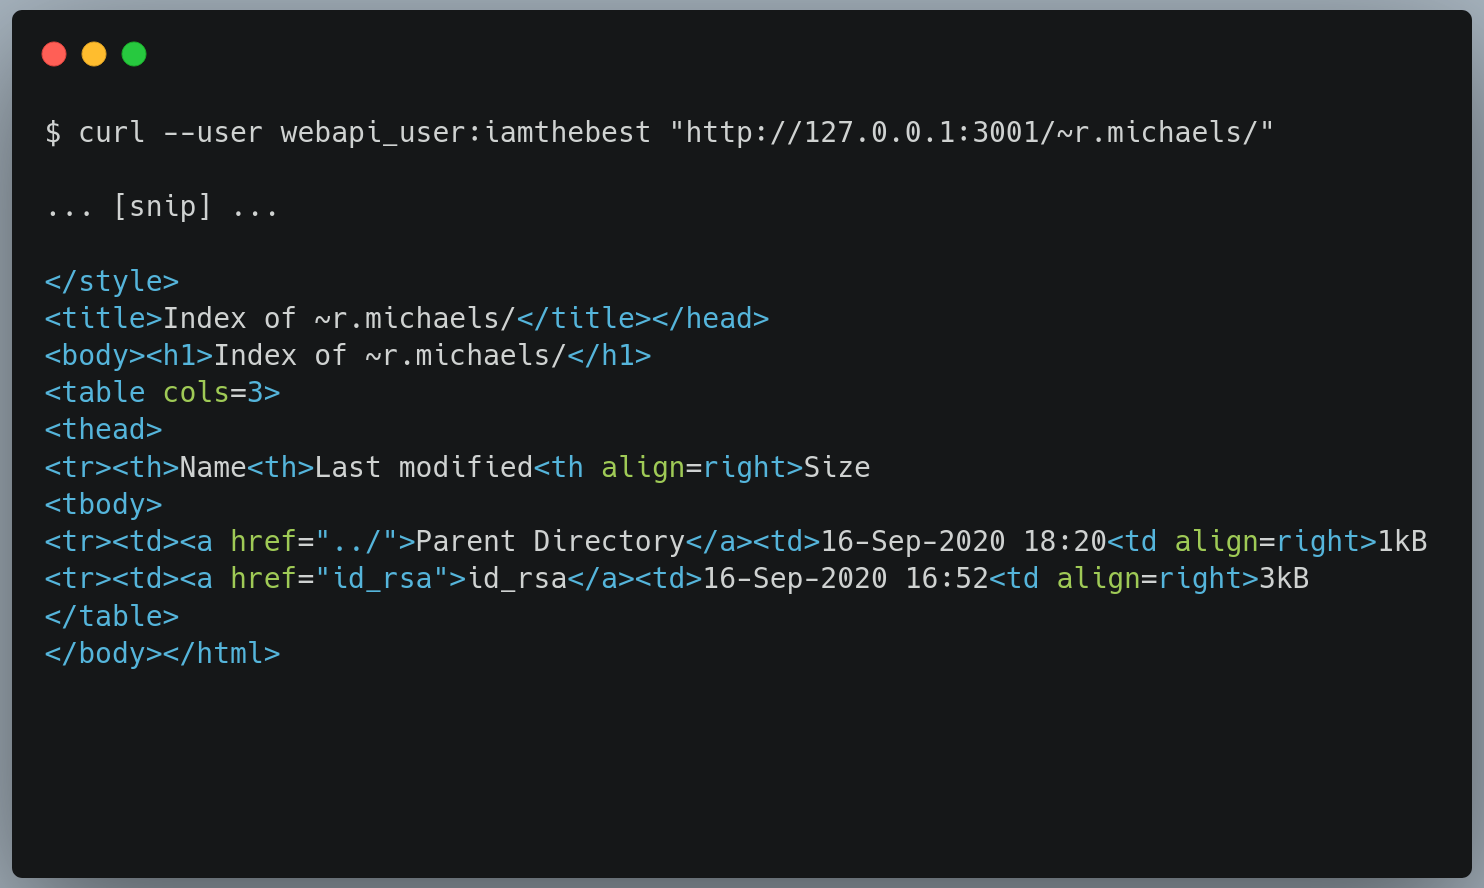 $ curl --user webapi_user:iamthebest "http://127.0.0.1:3001/~r.michaels/"
... [snip] ...
</style>
<title>Index of ~r.michaels/</title></head>
<body><h1>Index of ~r.michaels/</h1>
<table cols=3>
<thead>
<tr><th>Name<th>Last modified<th align=right>Size
<tbody>
<tr><td><a href="../">Parent Directory</a><td>16-Sep-2020 18:20<td align=right>1kB
<tr><td><a href="id_rsa">id_rsa</a><td>16-Sep-2020 16:52<td align=right>3kB
</table>
</body></html>